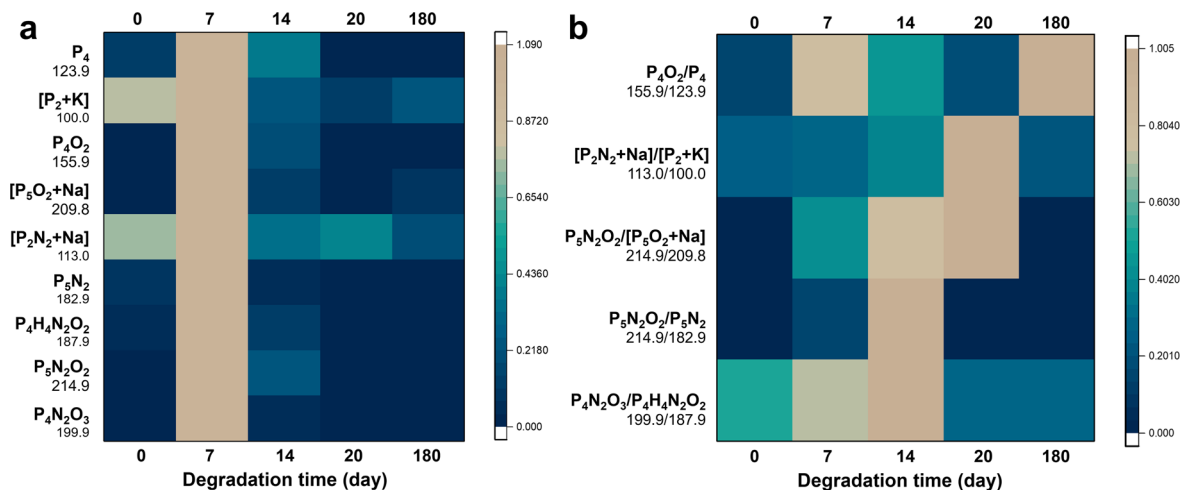 a
0 7 14 20 180
P₄
123.9
[P₂+K]
100.0
P₄O₂
155.9
[P₅O₂+Na]
209.8
[P₂N₂+Na]
113.0
P₅N₂
182.9
P₄H₄N₂O₂
187.9
P₅N₂O₂
214.9
P₄N₂O₃
199.9
0 7 14 20 180
Degradation time (day)
1.090
0.8720
0.6540
0.4360
0.2180
0.000
b
0 7 14 20 180
P₄O₂/P₄
155.9/123.9
[P₂N₂+Na]/[P₂+K]
113.0/100.0
P₅N₂O₂/[P₅O₂+Na]
214.9/209.8
P₅N₂O₂/P₅N₂
214.9/182.9
P₄N₂O₃/P₄H₄N₂O₂
199.9/187.9
0 7 14 20 180
Degradation time (day)
1.005
0.8040
0.6030
0.4020
0.2010
0.000